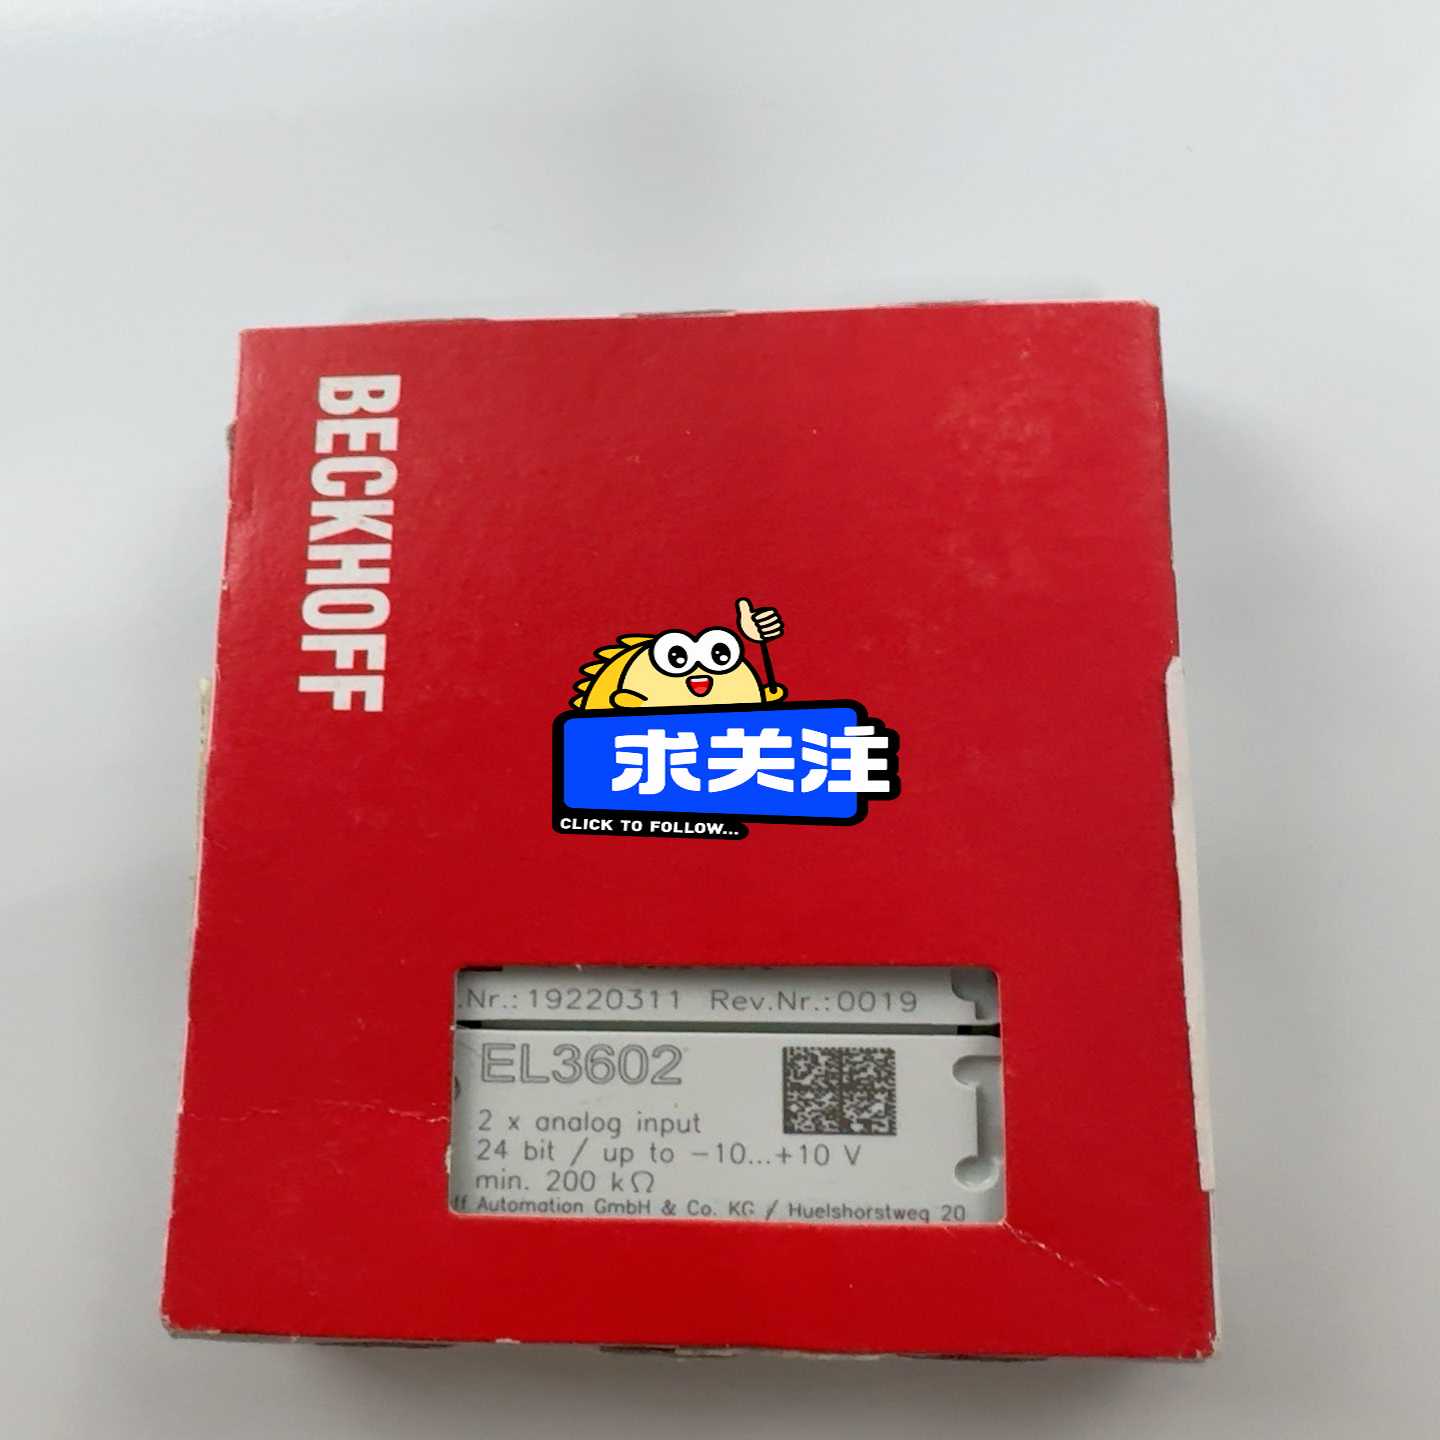 BECKHOFF
求关注
CLICK TO FOLLOW...
.Nr.: 19220311 Rev.Nr.:0019
EL3602
2 x analog input
24 bit / up to -10...+10 V
min. 200 kΩ
ff Automation GmbH & Co. KG / Huelshorstweg 20